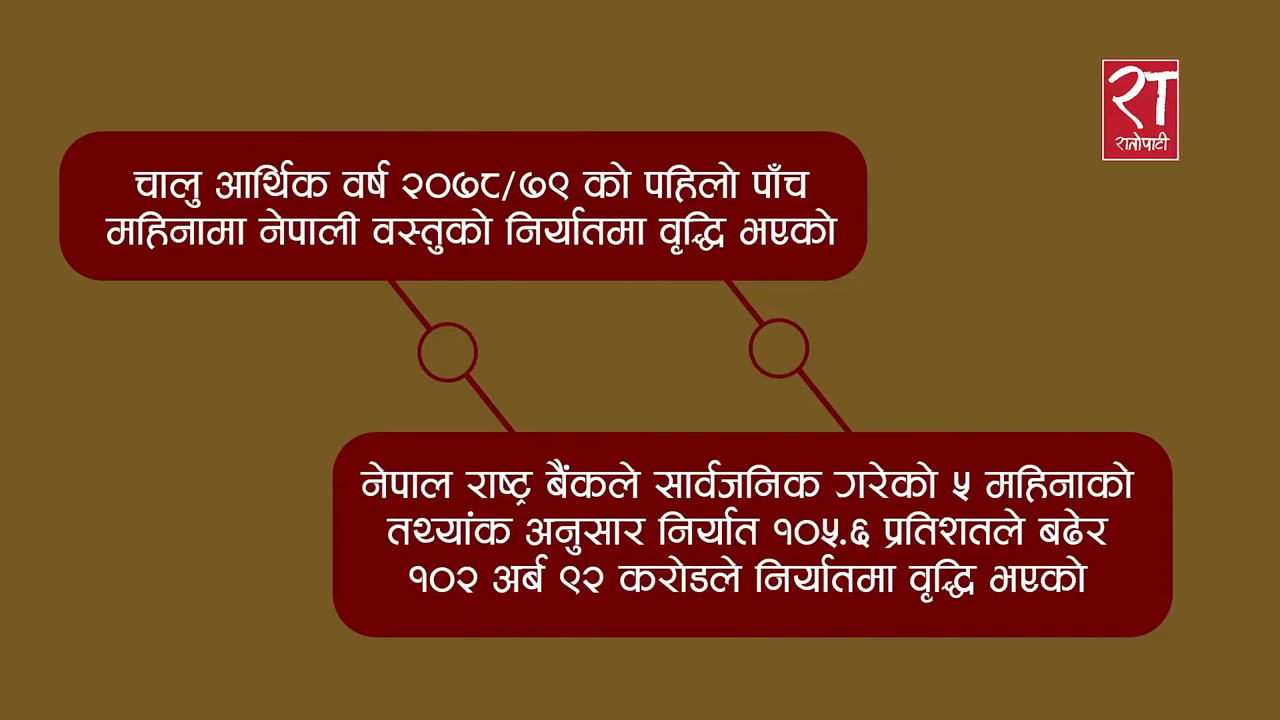 रा
रातोपाटी
चालु आर्थिक वर्ष २०७८/७९ को पहिलो पाँच
महिनामा नेपाली वस्तुको निर्यातमा वृद्धि भएको
नेपाल राष्ट्र बैंकले सार्वजनिक गरेको ५ महिनाको
तथ्यांक अनुसार निर्यात १०५.६ प्रतिशतले बढेर
१०२ अर्ब ९२ करोडले निर्यातमा वृद्धि भएको